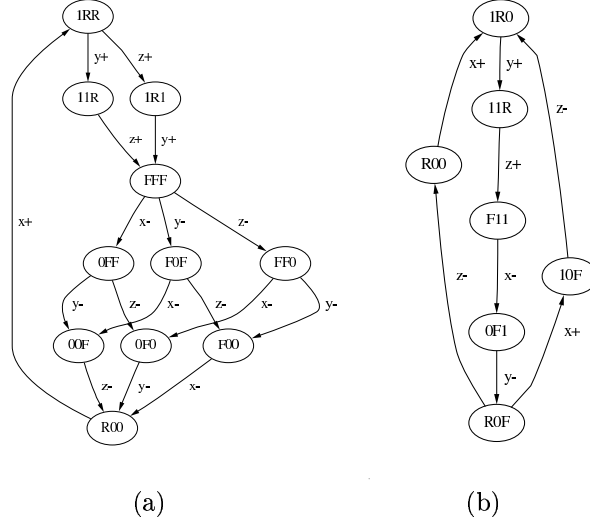 1RR
y+ z+
11R 1R1
z+ y+
FFF
x+
x- y- z-
0FF F0F FF0
y- z- x- z- x- y-
00F 0F0 F00
z- y- x-
R00
(a)
1R0
x+ y+
z-
11R
R00
z+
F11
z- x-
10F
0F1
x+
y-
R0F
(b)